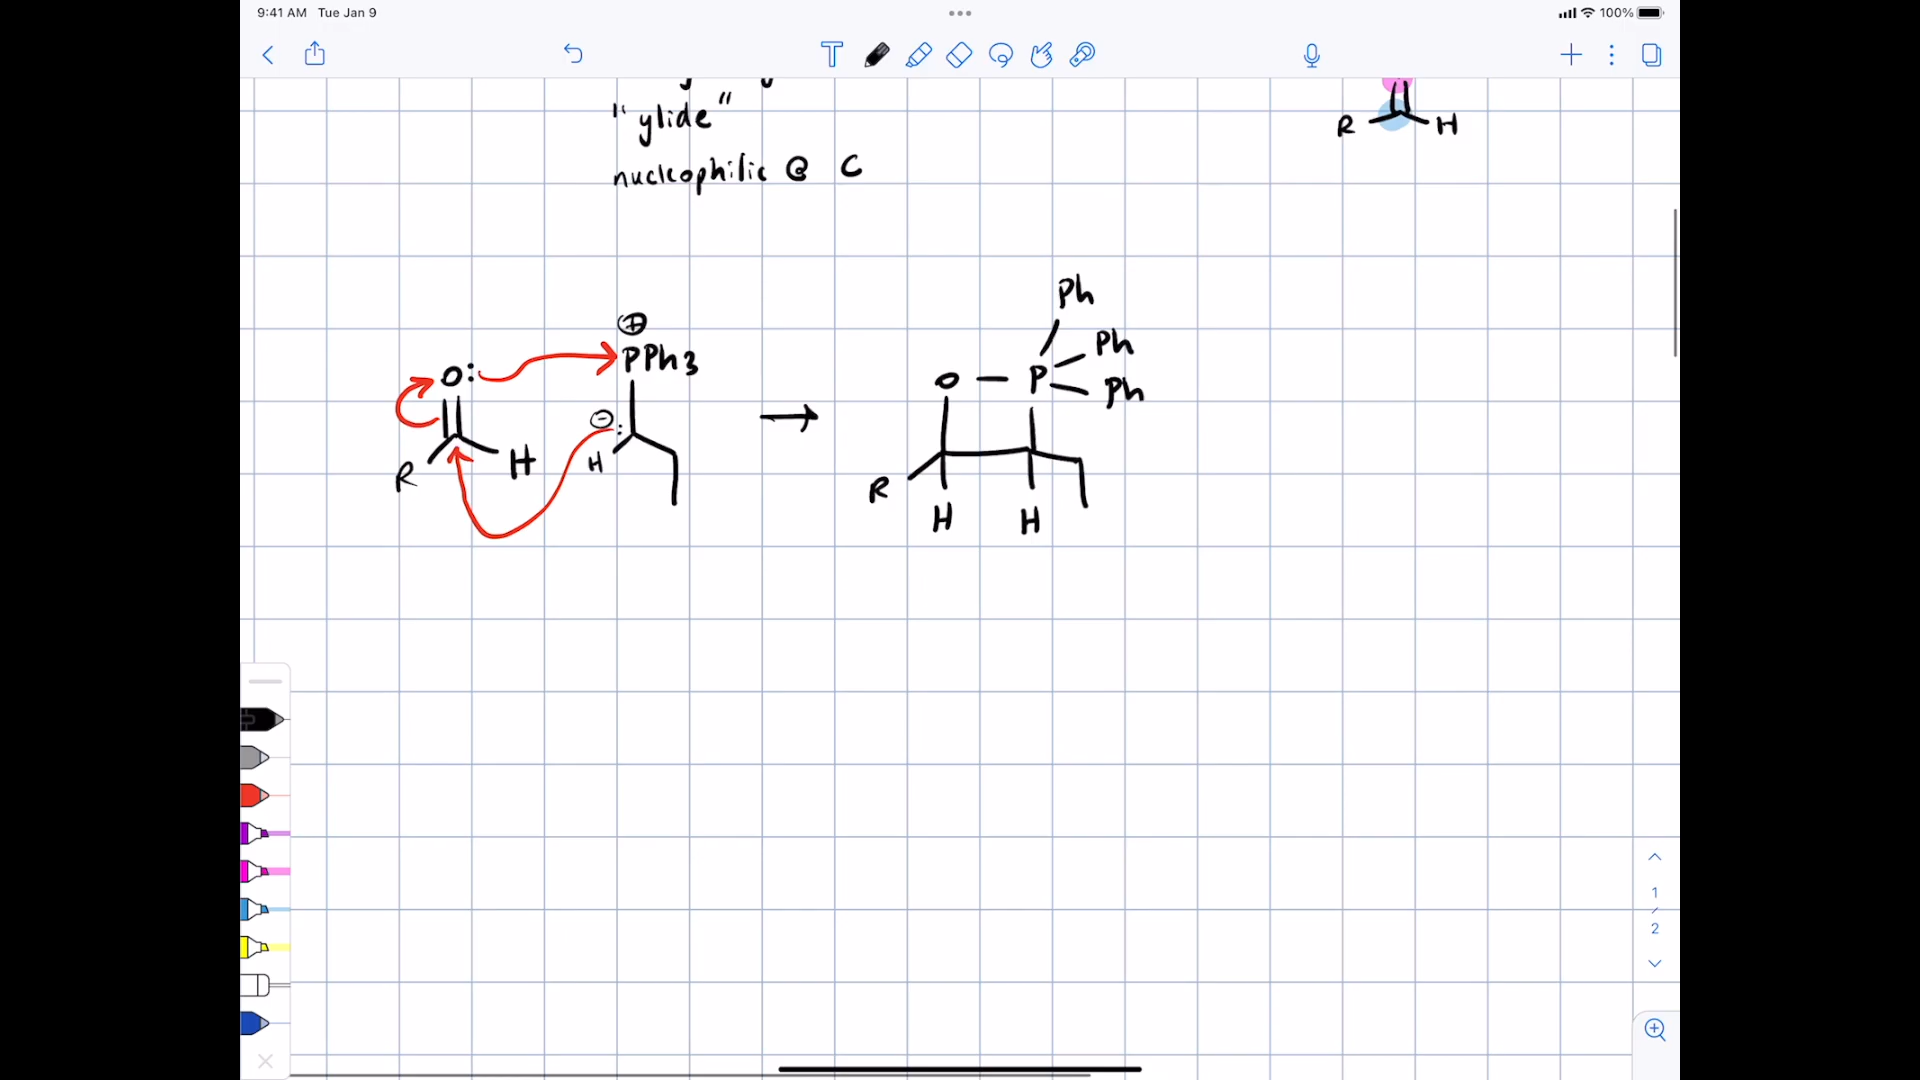 9:41 AM Tue Jan 9
100%
"ylide"
nucleophilic @ C
R H
⊕
PPh3
O:
⊖ :
R H H
→
Ph
Ph
O — P Ph
R
H H
1
/
2